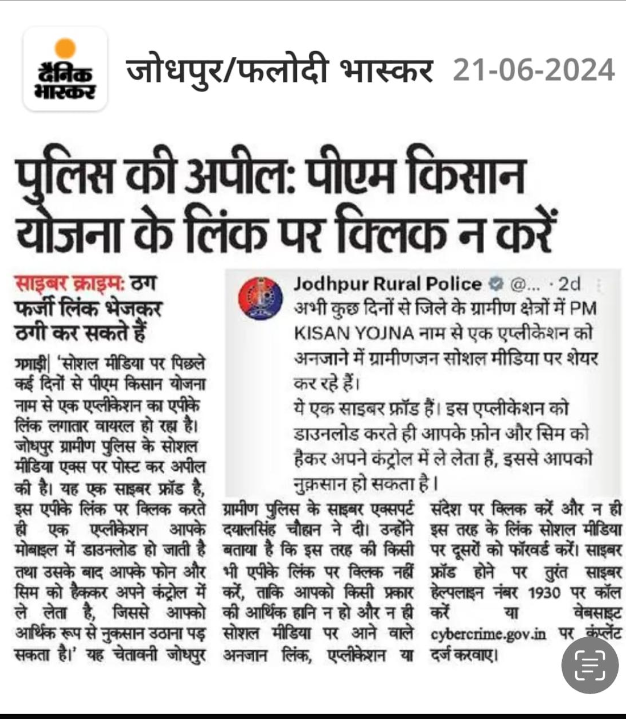 दैनिक
भास्कर
जोधपुर/फलोदी भास्कर 21-06-2024
पुलिस की अपील: पीएम किसान
योजना के लिंक पर क्लिक न करें
साइबर क्राइम: ठग
फर्जी लिंक भेजकर
ठगी कर सकते हैं
मगाड़ी| 'सोशल मीडिया पर पिछले
कई दिनों से पीएम किसान योजना
नाम से एक एप्लीकेशन का एपीके
लिंक लगातार वायरल हो रहा है।
जोधपुर ग्रामीण पुलिस के सोशल
मीडिया एक्स पर पोस्ट कर अपील
की है। यह एक साइबर फ्रॉड है,
इस एपीके लिंक पर क्लिक करते
ही एक एप्लीकेशन आपके
मोबाइल में डाउनलोड हो जाती है
तथा उसके बाद आपके फोन और
सिम को हैककर अपने कंट्रोल में
ले लेता है, जिससे आपको
आर्थिक रूप से नुकसान उठाना पड़
सकता है।' यह चेतावनी जोधपुर
Jodhpur Rural Police @... · 2d
अभी कुछ दिनों से जिले के ग्रामीण क्षेत्रों में PM
KISAN YOJNA नाम से एक एप्लीकेशन को
अनजाने में ग्रामीणजन सोशल मीडिया पर शेयर
कर रहे हैं।
ये एक साइबर फ्रॉड हैं। इस एप्लीकेशन को
डाउनलोड करते ही आपके फ़ोन और सिम को
हैकर अपने कंट्रोल में ले लेता हैं, इससे आपको
नुक़सान हो सकता है।
ग्रामीण पुलिस के साइबर एक्सपर्ट
दयालसिंह चौहान ने दी। उन्होंने
बताया है कि इस तरह की किसी
भी एपीके लिंक पर क्लिक नहीं
करें, ताकि आपको किसी प्रकार
की आर्थिक हानि न हो और न ही
सोशल मीडिया पर आने वाले
अनजान लिंक, एप्लीकेशन या
संदेश पर क्लिक करें और न ही
इस तरह के लिंक सोशल मीडिया
पर दूसरों को फॉरवर्ड करें। साइबर
फ्रॉड होने पर तुरंत साइबर
हेल्पलाइन नंबर 1930 पर कॉल
करें या वेबसाइट
cybercrime.gov.in पर कंप्लेंट
दर्ज करवाए।